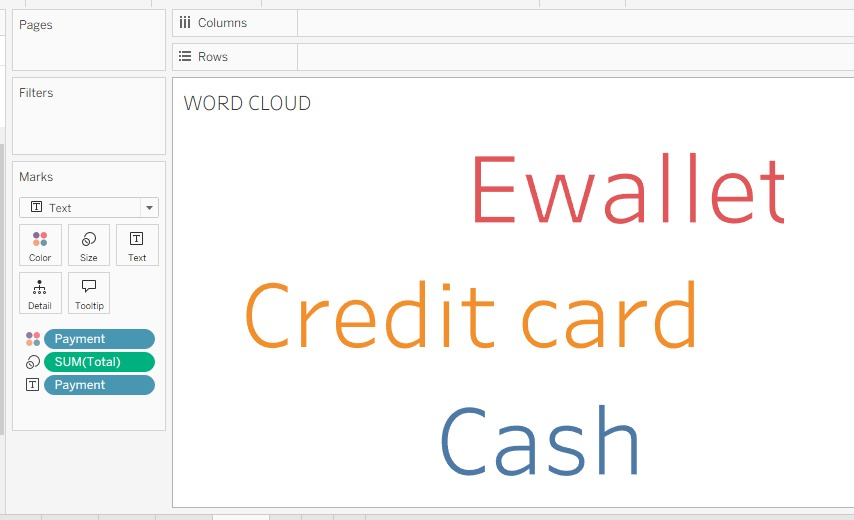 Pages
Columns
Rows
Filters
WORD CLOUD
Marks
Text
Color Size Text
Detail Tooltip
Payment
SUM(Total)
Payment
Ewallet
Credit card
Cash